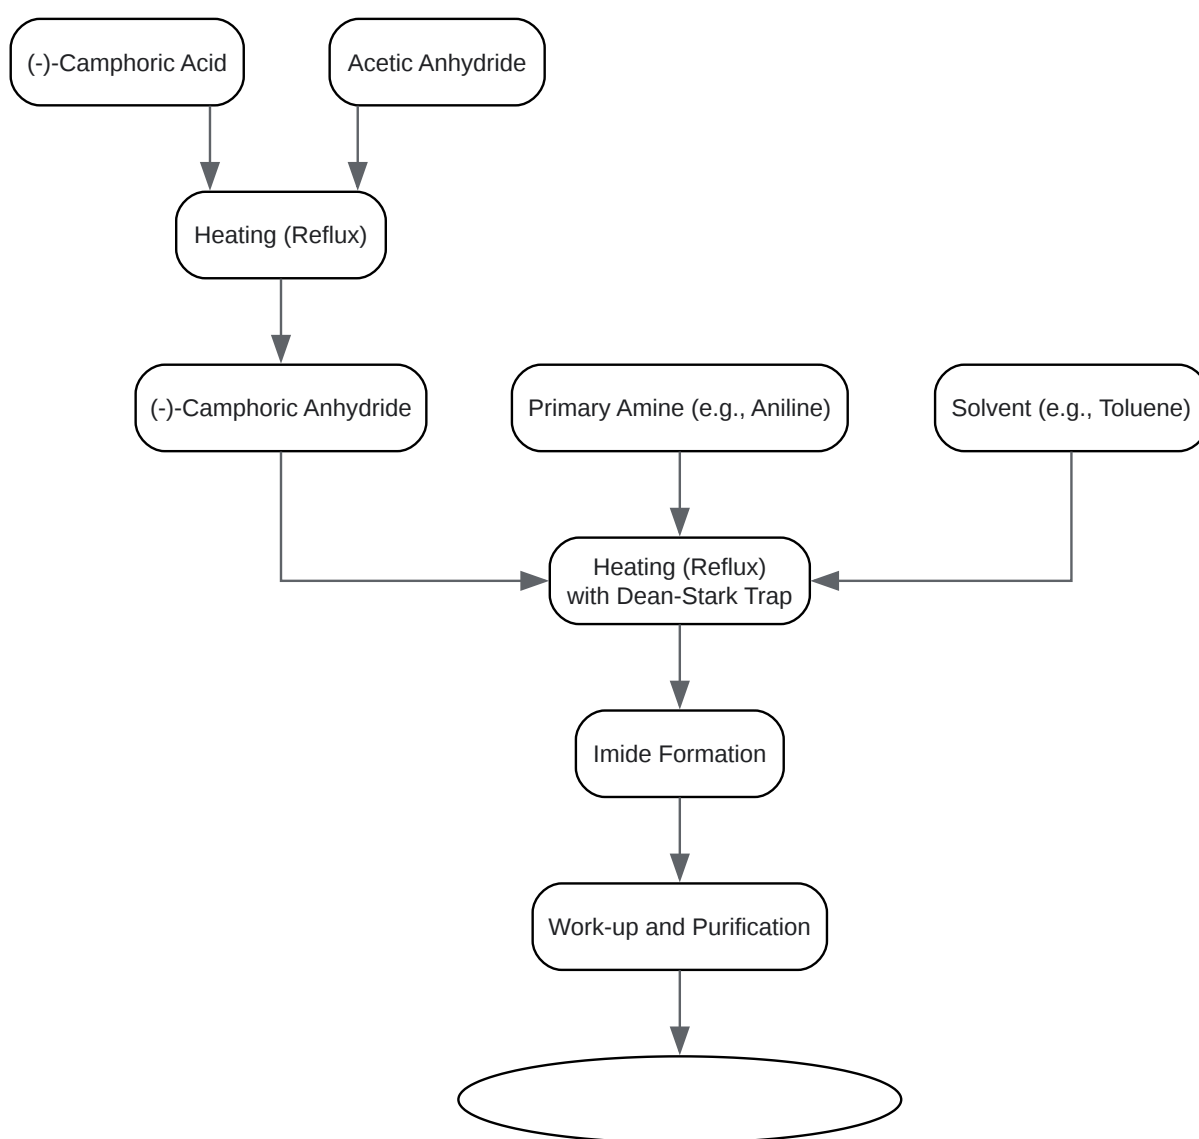 (-)-Camphoric Acid
Acetic Anhydride
Heating (Reflux)
(-)-Camphoric Anhydride
Primary Amine (e.g., Aniline)
Solvent (e.g., Toluene)
Heating (Reflux)
with Dean-Stark Trap
Imide Formation
Work-up and Purification